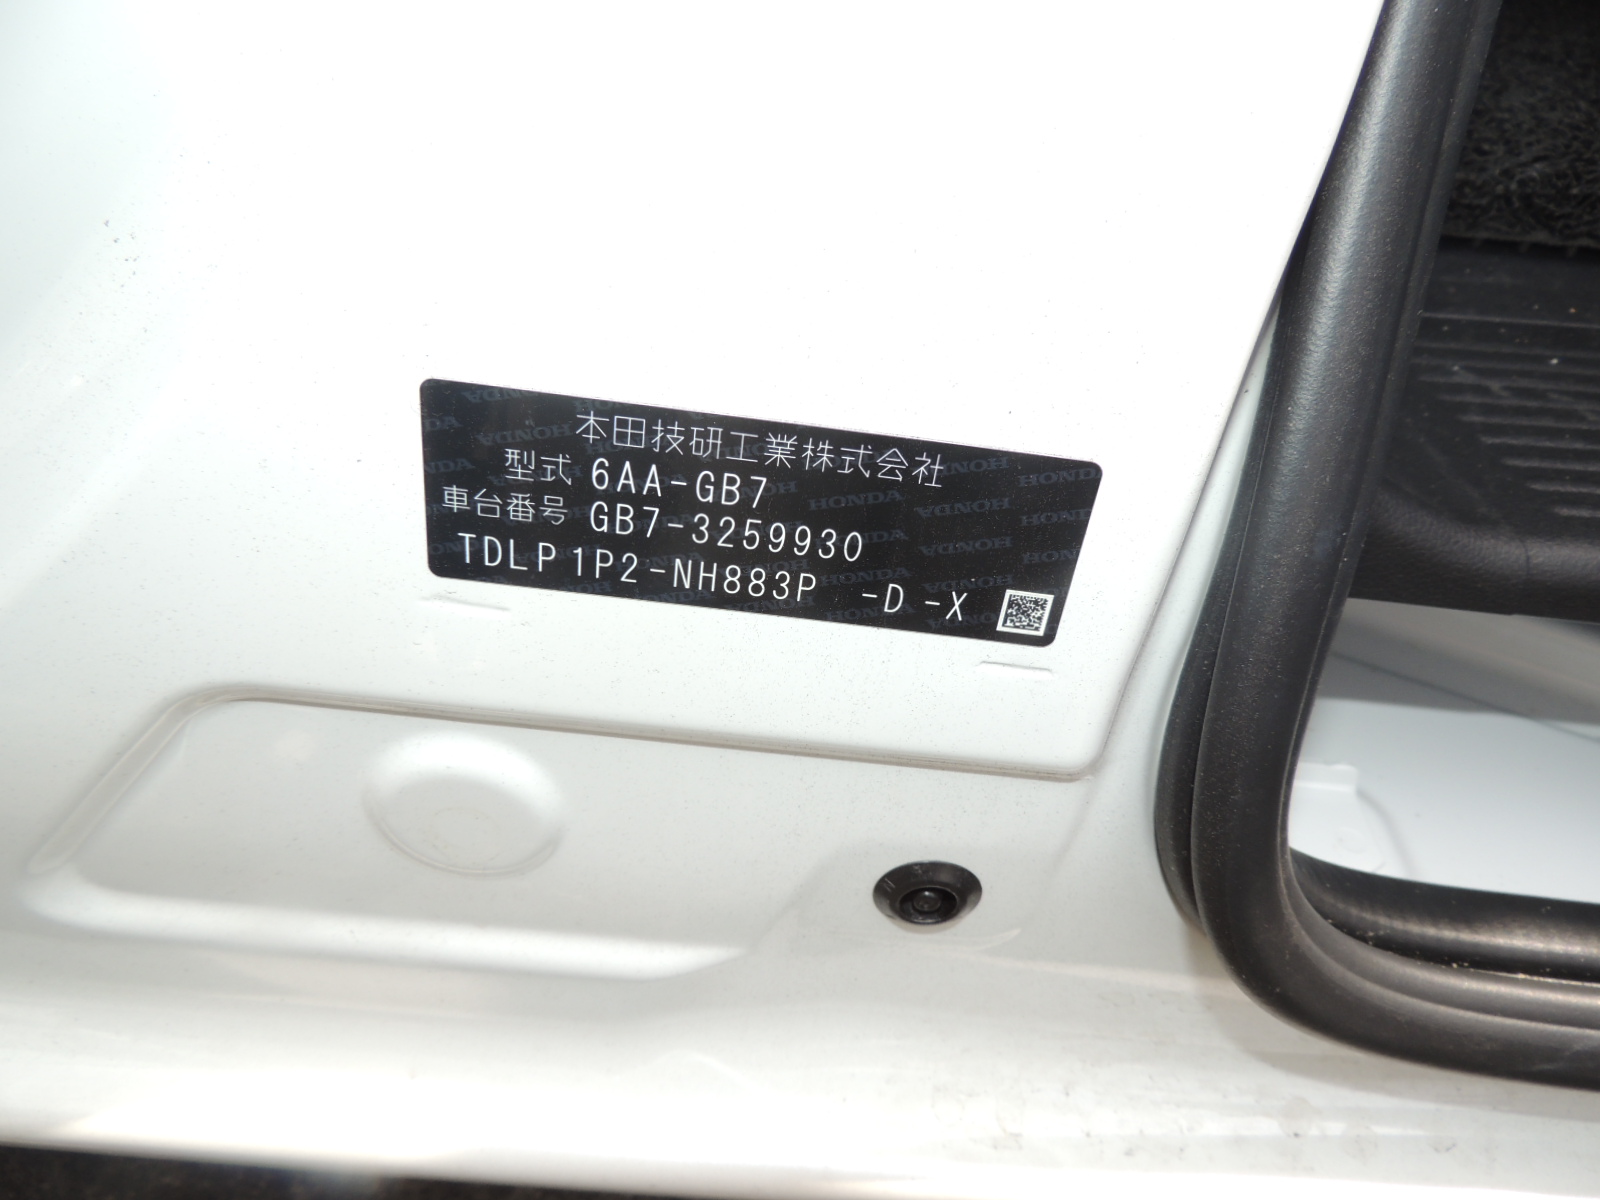 本田技研工業株式会社
型式 6AA-GB7
車台番号 GB7-3259930
TDLP1P2-NH883P -D-X